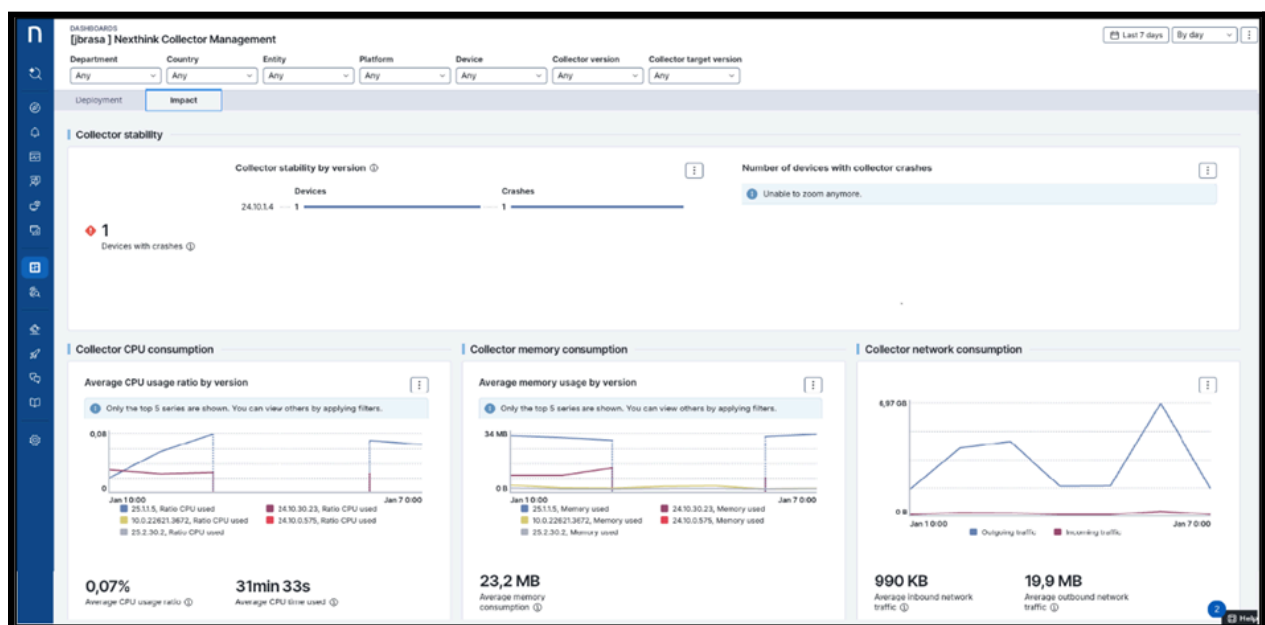 n
DASHBOARDS
[jbrasa ] Nexthink Collector Management
Last 7 days
By day
Department
Country
Entity
Platform
Device
Collector version
Collector target version
Any
Any
Any
Any
Any
Any
Any
Deployment
Impact
Collector stability
Collector stability by version
Devices
Crashes
24.10.1.4
1
1
1
Devices with crashes
Number of devices with collector crashes
Unable to zoom anymore.
Collector CPU consumption
Average CPU usage ratio by version
Only the top 5 series are shown. You can view others by applying filters.
0,08
0
Jan 1 0:00
Jan 7 0:00
25.1.1.5, Ratio CPU used
24.10.30.23, Ratio CPU used
10.0.22621.3672, Ratio CPU used
24.10.0.575, Ratio CPU used
25.2.30.2, Ratio CPU used
0,07%
Average CPU usage ratio
31min 33s
Average CPU time used
Collector memory consumption
Average memory usage by version
Only the top 5 series are shown. You can view others by applying filters.
34 MB
0 B
Jan 1 0:00
Jan 7 0:00
25.1.1.5, Memory used
24.10.30.23, Memory used
10.0.22621.3672, Memory used
24.10.0.575, Memory used
25.2.30.2, Memory used
23,2 MB
Average memory
consumption
Collector network consumption
6,97 GB
0 B
Jan 1 0:00
Jan 7 0:00
Outgoing traffic
Incoming traffic
990 KB
Average inbound network
traffic
19,9 MB
Average outbound network
traffic
2
Help